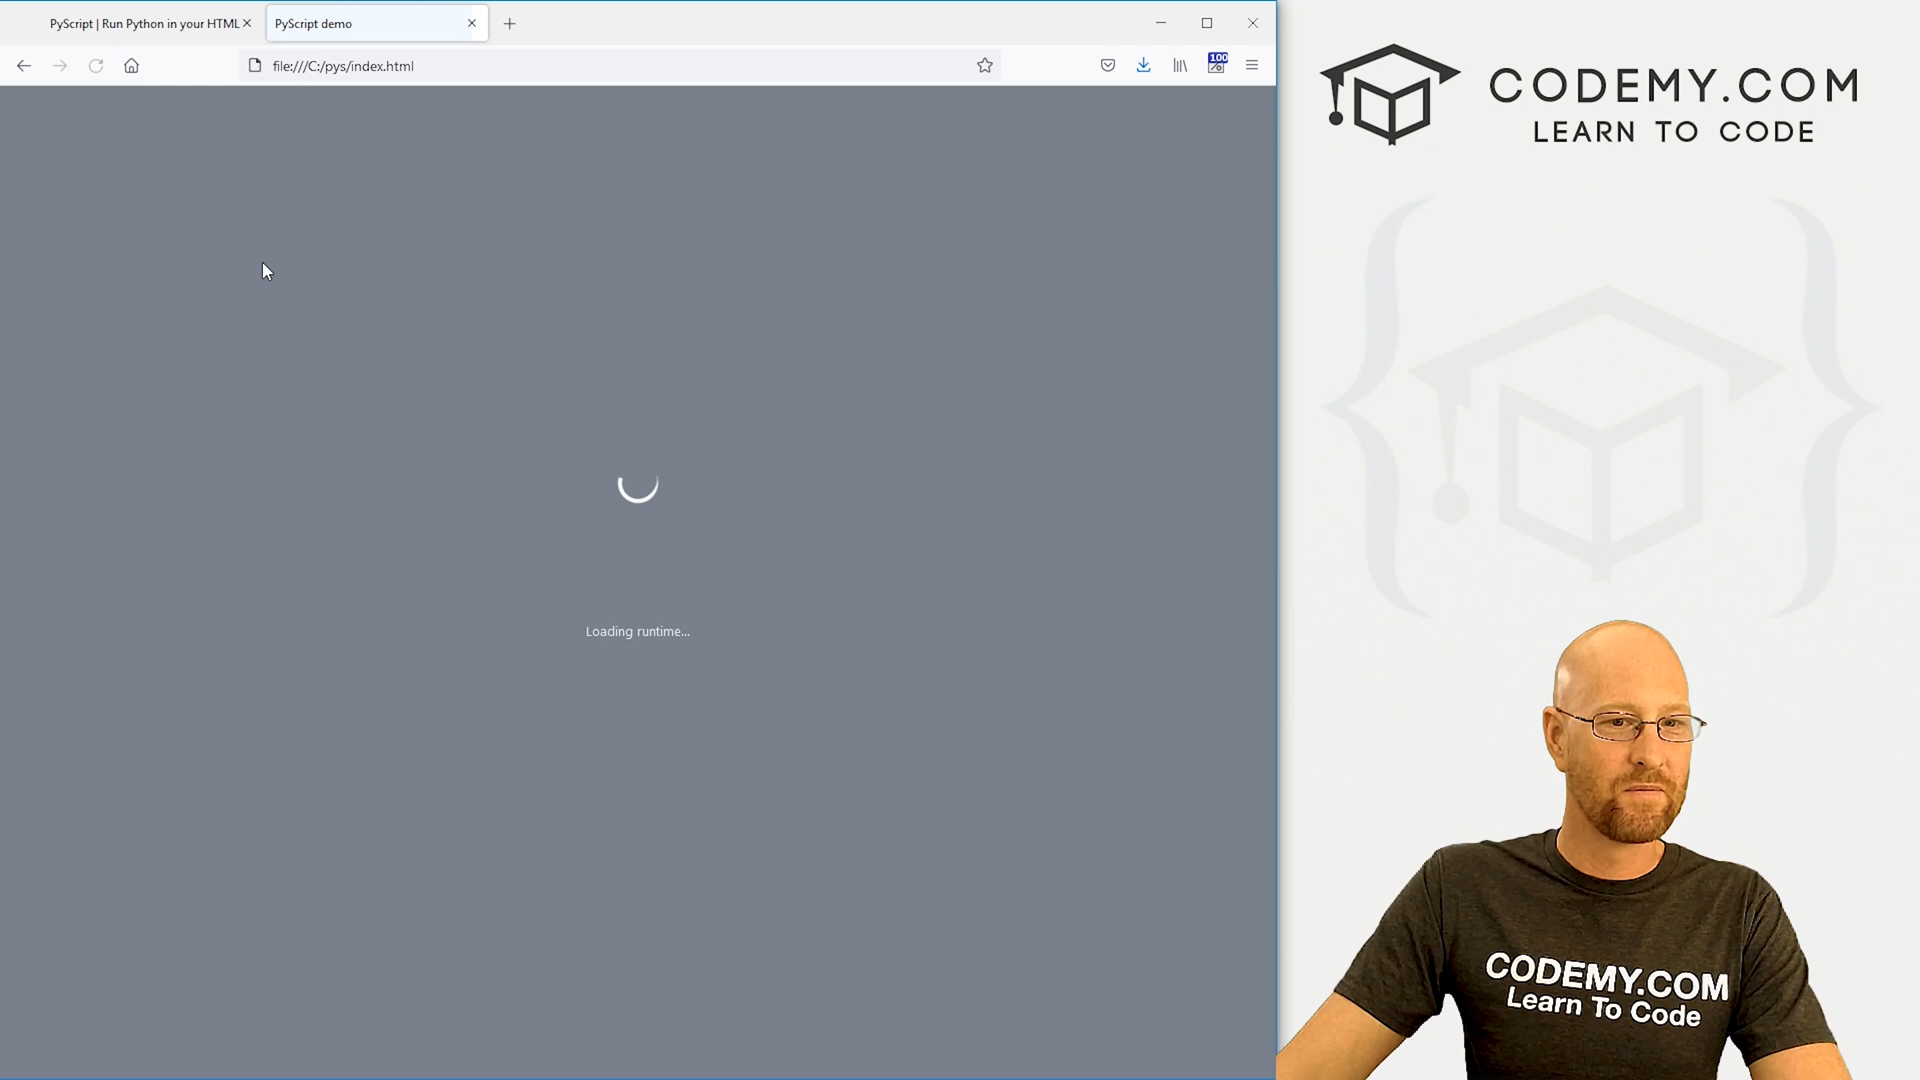 PyScript | Run Python in your HTML
PyScript demo
file:///C:/pys/index.html
100
Loading runtime...
CODEMY.COM
LEARN TO CODE
CODEMY.COM
Learn To Code